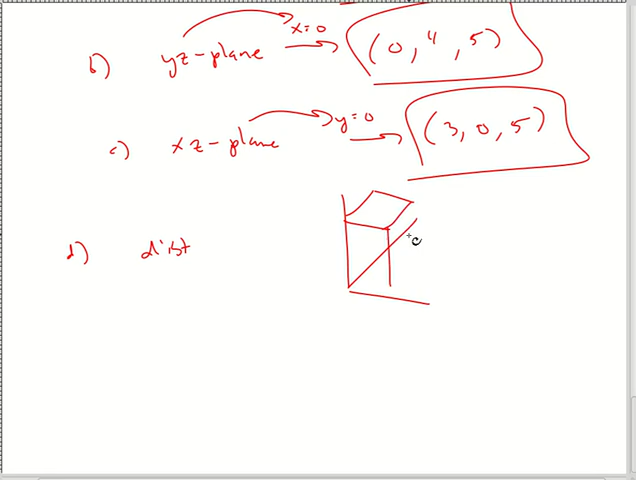 b) yz-plane x=0 (0, 4, 5)
c) xz-plane y=0 (3, 0, 5)
d) dist